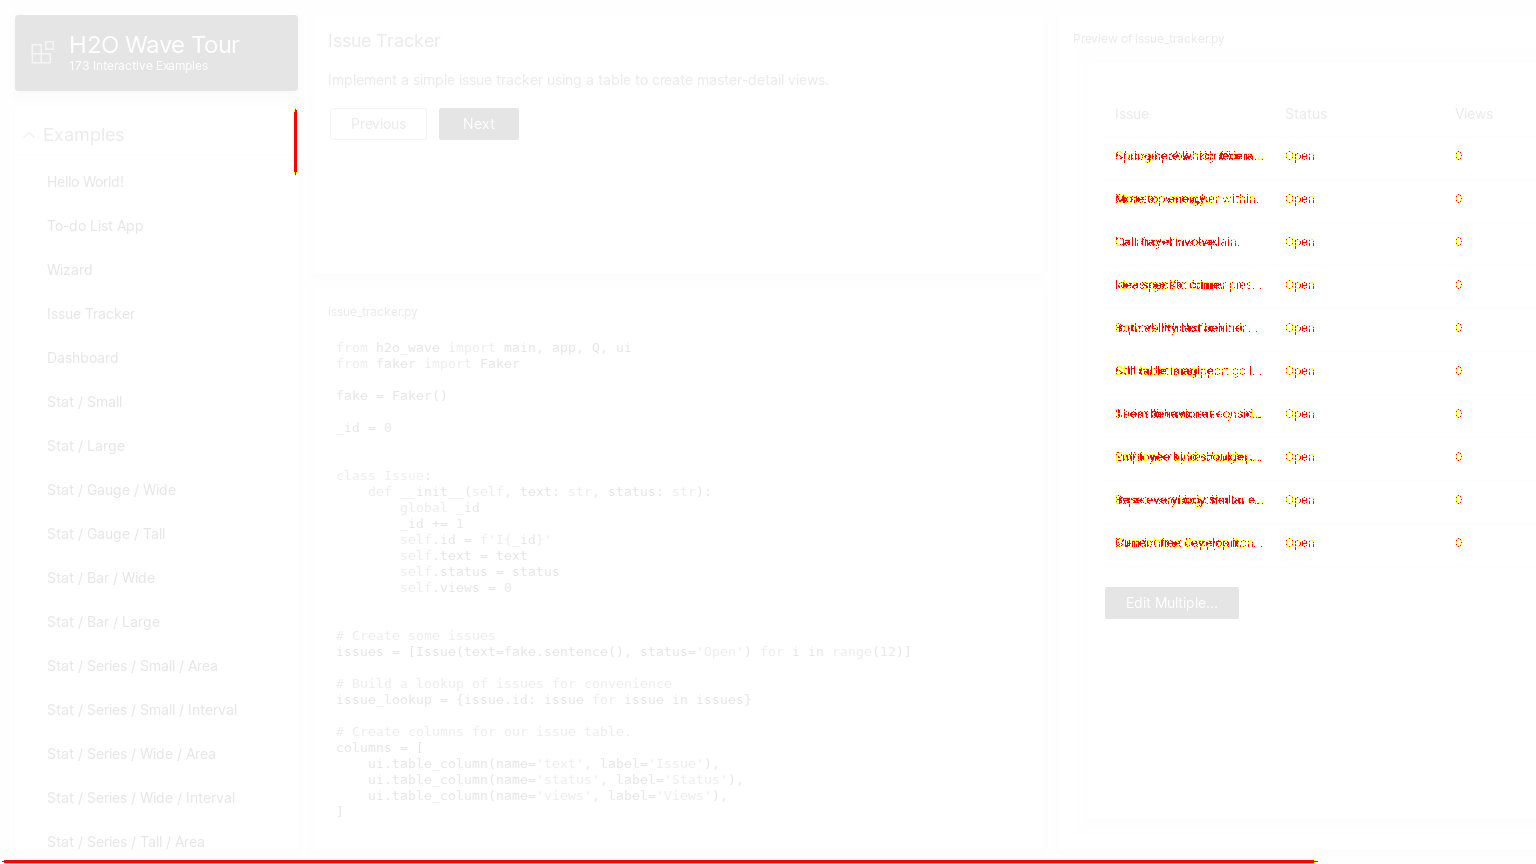 H2O Wave Tour
173 Interactive Examples
Examples
Hello World!
To-do List App
Wizard
Issue Tracker
Dashboard
Stat / Small
Stat / Large
Stat / Gauge / Wide
Stat / Gauge / Tall
Stat / Bar / Wide
Stat / Bar / Large
Stat / Series / Small / Area
Stat / Series / Small / Interval
Stat / Series / Wide / Area
Stat / Series / Wide / Interval
Stat / Series / Tall / Area
Issue Tracker
Implement a simple issue tracker using a table to create master-detail views.
Previous Next
issue_tracker.py
from h2o_wave import main, app, Q, ui
from faker import Faker
fake = Faker()
_id = 0
class Issue:
    def __init__(self, text: str, status: str):
        global _id
        _id += 1
        self.id = f'I{_id}'
        self.text = text
        self.status = status
        self.views = 0
# Create some issues
issues = [Issue(text=fake.sentence(), status='Open') for i in range(12)]
# Build a lookup of issues for convenience
issue_lookup = {issue.id: issue for issue in issues}
# Create columns for our issue table.
columns = [
    ui.table_column(name='text', label='Issue'),
    ui.table_column(name='status', label='Status'),
    ui.table_column(name='views', label='Views'),
]
Preview of issue_tracker.py
Issue Status Views
Open 0
Open 0
Open 0
Open 0
Open 0
Open 0
Open 0
Open 0
Open 0
Open 0
Edit Multiple...